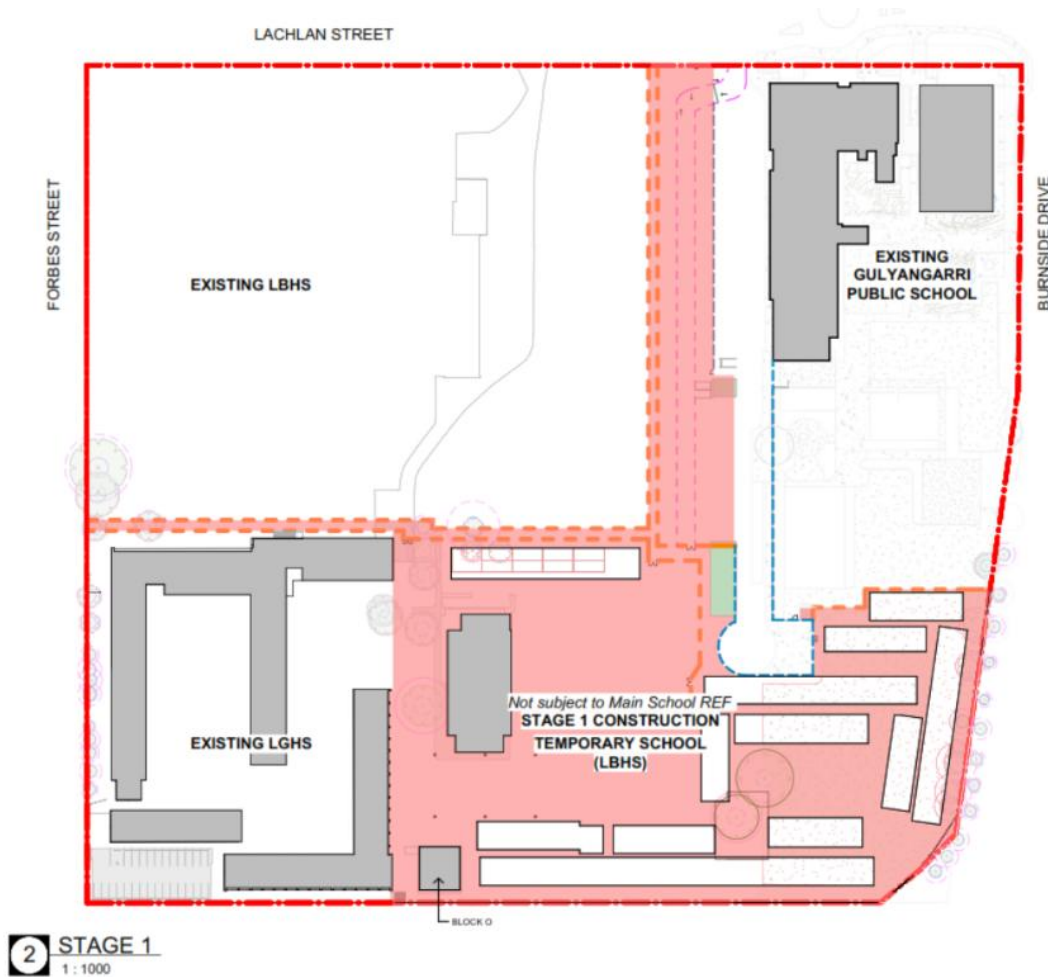 LACHLAN STREET
FORBES STREET
BURNSIDE DRIVE
EXISTING LBHS
EXISTING
GULYANGARRI
PUBLIC SCHOOL
Not subject to Main School REF
STAGE 1 CONSTRUCTION
TEMPORARY SCHOOL
(LBHS)
EXISTING LGHS
BLOCK O
2 STAGE 1
1 : 1000